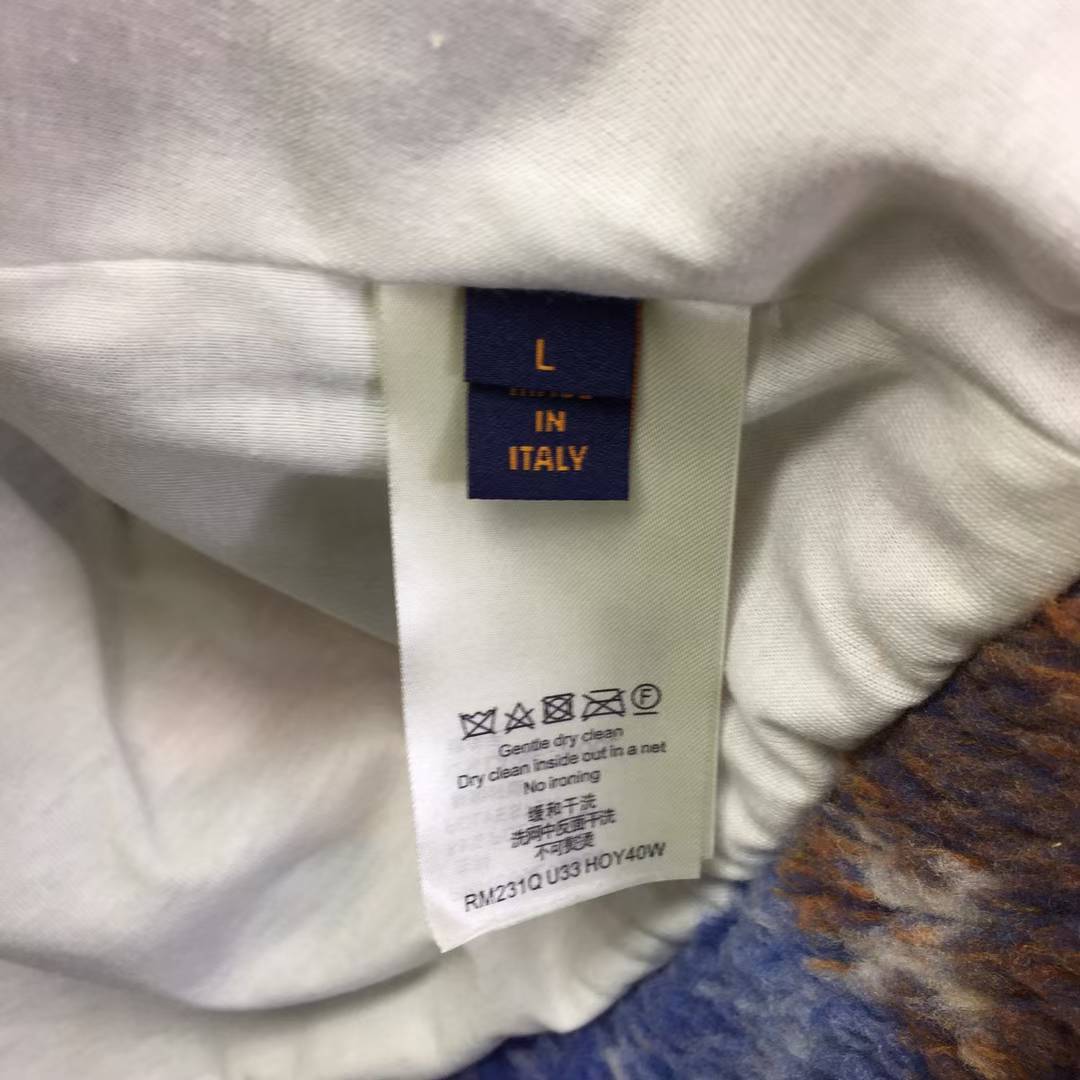 L
MADE
IN
ITALY
F
Gentle dry clean
Dry clean inside out in a net
No ironing
缓和干洗
洗网中反面干洗
不可熨烫
RM231Q U33 HOY40W